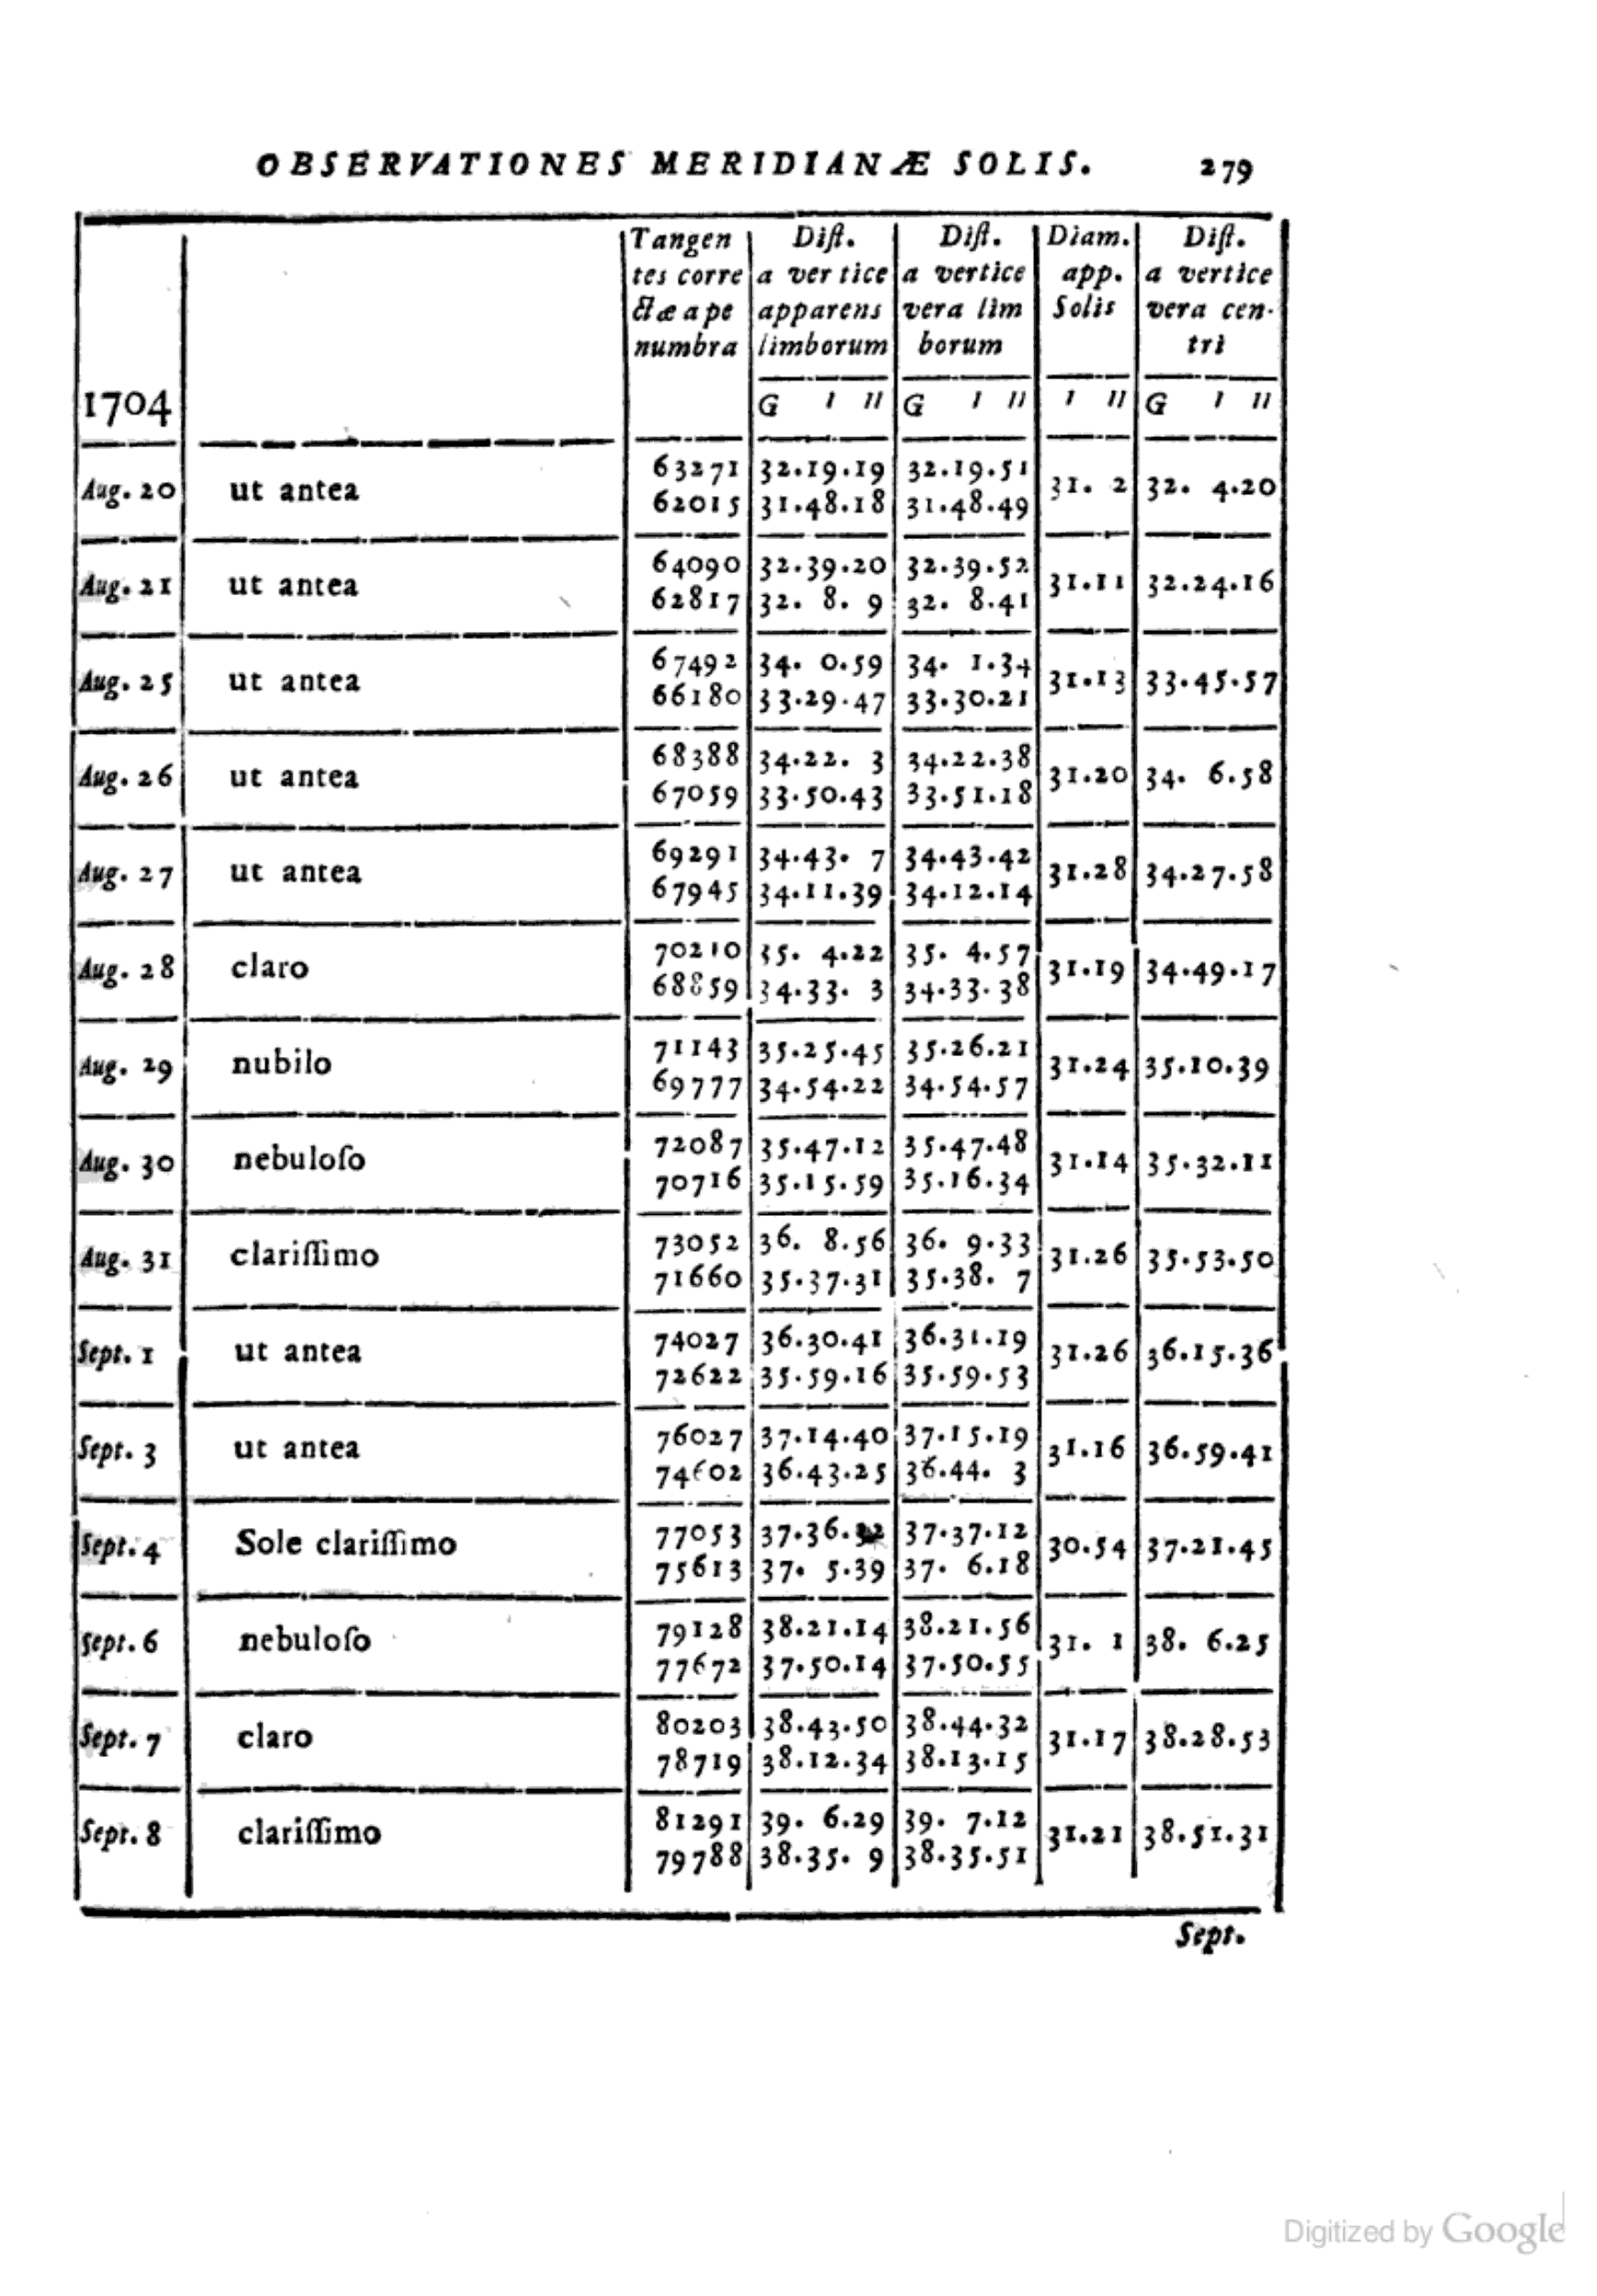 OBSERVATIONES MERIDIANÆ SOLIS. 279
Tangen Diſt. Diſt. Diam. Diſt.
tes corre a ver tice a vertice app. a vertice
ctæ a pe apparens vera lim Solis vera cen-
numbra limborum borum tri
1704 G I II G I II I II G I II
63271 32.19.19 32.19.51
Aug. 20 ut antea 31. 2 32. 4.20
62015 31.48.18 31.48.49
64090 32.39.20 32.39.52
Aug. 21 ut antea 31.11 32.24.16
62817 32. 8. 9 32. 8.41
67492 34. 0.59 34. 1.34
Aug. 25 ut antea 31.13 33.45.57
66180 33.29.47 33.30.21
68388 34.22. 3 34.22.38
Aug. 26 ut antea 31.20 34. 6.58
67059 33.50.43 33.51.18
69291 34.43. 7 34.43.42
Aug. 27 ut antea 31.28 34.27.58
67945 34.11.39 34.12.14
70210 35. 4.22 35. 4.57
Aug. 28 claro 31.19 34.49.17
68859 34.33. 3 34.33.38
71143 35.25.45 35.26.21
Aug. 29 nubilo 31.24 35.10.39
69777 34.54.22 34.54.57
72087 35.47.12 35.47.48
Aug. 30 nebuloſo 31.14 35.32.11
70716 35.15.59 35.16.34
73052 36. 8.56 36. 9.33
Aug. 31 clariſſimo 31.26 35.53.50
71660 35.37.31 35.38. 7
74027 36.30.41 36.31.19
Sept. 1 ut antea 31.26 36.15.36
72622 35.59.16 35.59.53
76027 37.14.40 37.15.19
Sept. 3 ut antea 31.16 36.59.41
74602 36.43.25 36.44. 3
77053 37.37.12
Sept. 4 Sole clariſſimo 30.54 37.21.45
75613 37. 5.39 37. 6.18
79128 38.21.14 38.21.56
Sept. 6 nebuloſo 31. 1 38. 6.25
77672 37.50.14 37.50.55
80203 38.43.50 38.44.32
Sept. 7 claro 31.17 38.28.53
78719 38.12.34 38.13.15
81291 39. 6.29 39. 7.12
Sept. 8 clariſſimo 31.21 38.51.31
79788 38.35. 9 38.35.51
Sept.
Digitized by Google